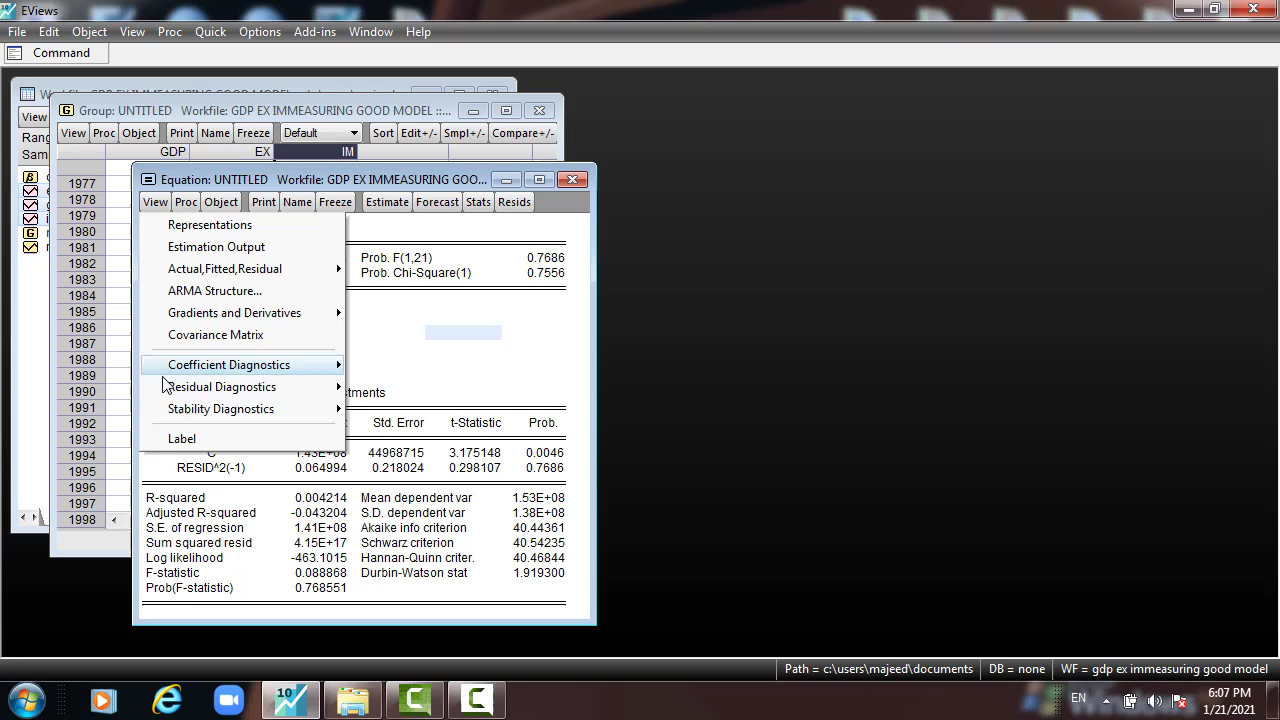 EViews
File Edit Object View Proc Quick Options Add-ins Window Help
Command
View
Ran
Sam
Group: UNTITLED Workfile: GDP EX IMMEASURING GOOD MODEL ::...
View Proc Object Print Name Freeze Default Sort Edit+/- Smpl+/- Compare+/-
GDP EX IM
1977
1978
1979
1980
1981
1982
1983
1984
1985
1986
1987
1988
1989
1990
1991
1992
1993
1994
1995
1996
1997
1998
Equation: UNTITLED Workfile: GDP EX IMMEASURING GOO...
View Proc Object Print Name Freeze Estimate Forecast Stats Resids
Representations
Estimation Output
Actual,Fitted,Residual
ARMA Structure...
Gradients and Derivatives
Covariance Matrix
Coefficient Diagnostics
Residual Diagnostics
Stability Diagnostics
Label
Prob. F(1,21) 0.7686
Prob. Chi-Square(1) 0.7556
stments
Std. Error t-Statistic Prob.
C 1.43E+08 44968715 3.175148 0.0046
RESID^2(-1) 0.064994 0.218024 0.298107 0.7686
R-squared 0.004214 Mean dependent var 1.53E+08
Adjusted R-squared -0.043204 S.D. dependent var 1.38E+08
S.E. of regression 1.41E+08 Akaike info criterion 40.44361
Sum squared resid 4.15E+17 Schwarz criterion 40.54235
Log likelihood -463.1015 Hannan-Quinn criter. 40.46844
F-statistic 0.088868 Durbin-Watson stat 1.919300
Prob(F-statistic) 0.768551
Path = c:\users\majeed\documents DB = none WF = gdp ex immeasuring good model
10 EN 6:07 PM
1/21/2021